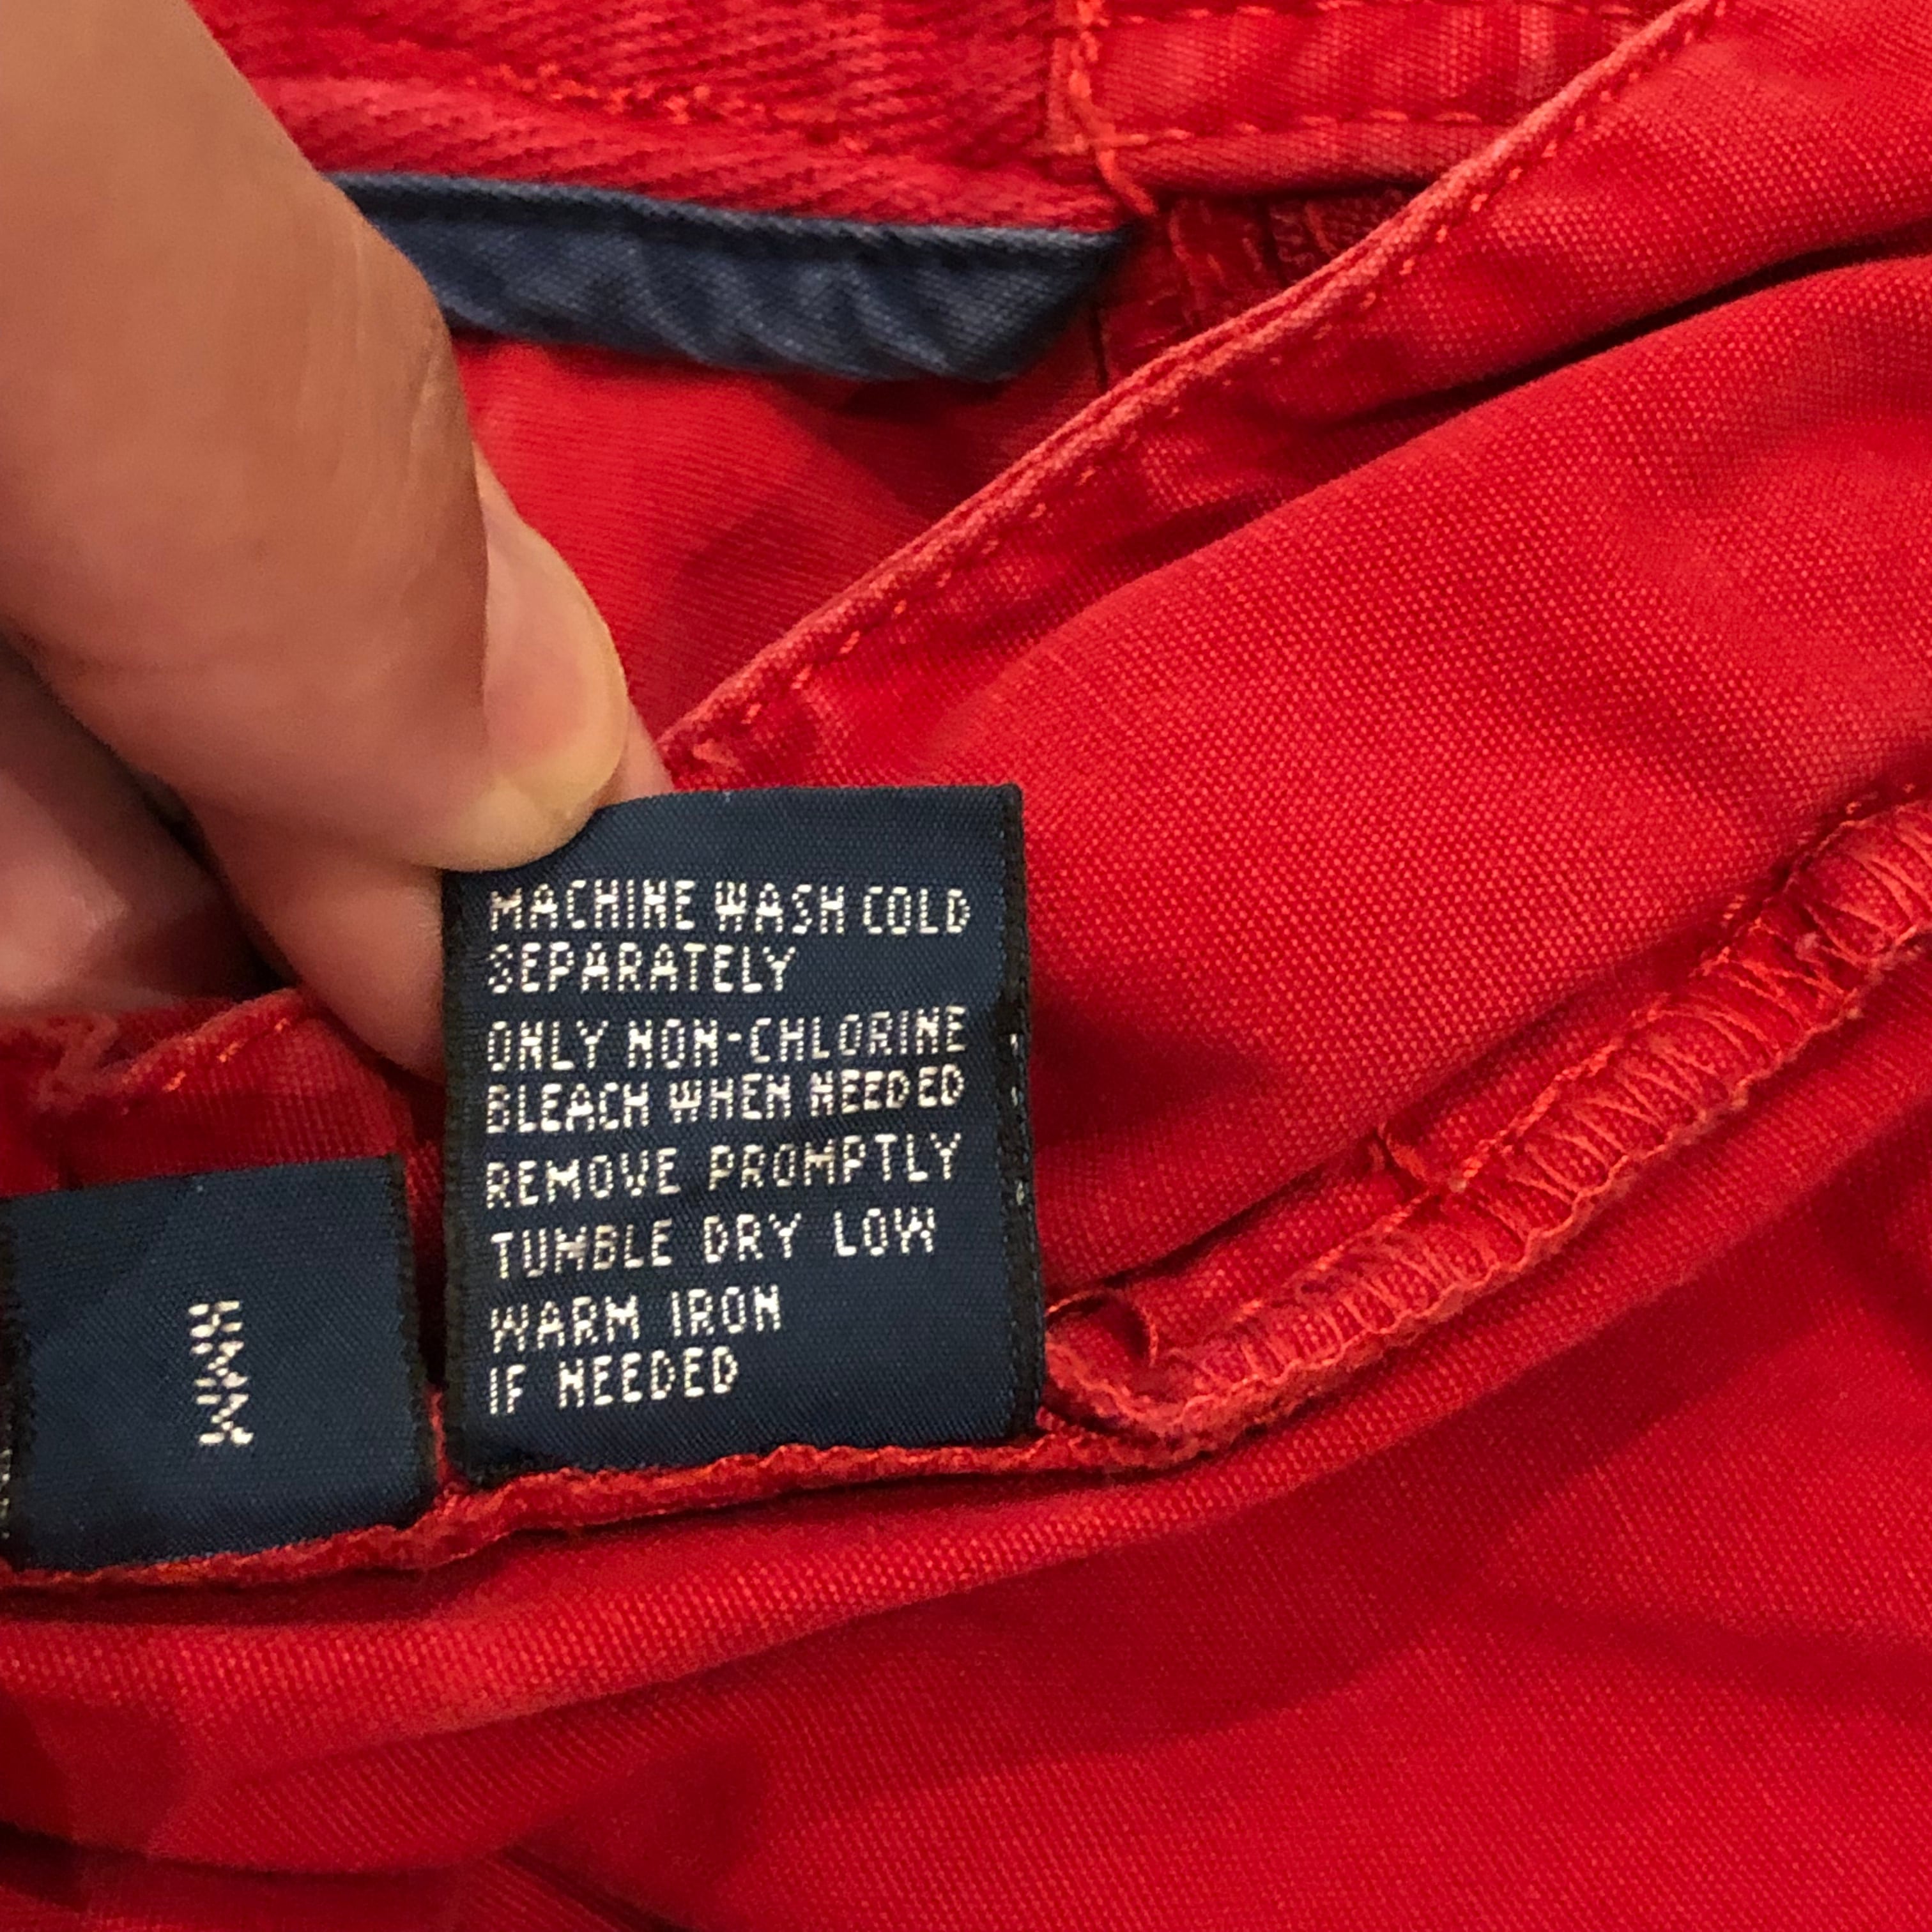 MACHINE WASH COLD
SEPARATELY
ONLY NON-CHLORINE
BLEACH WHEN NEEDED
REMOVE PROMPTLY
TUMBLE DRY LOW
WARM IRON
IF NEEDED